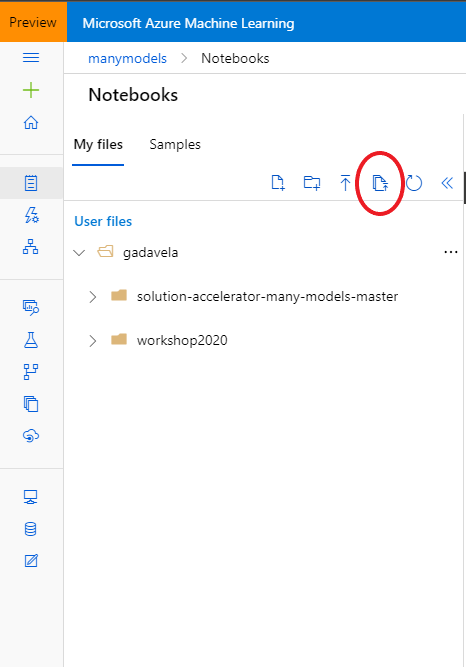 Preview
Microsoft Azure Machine Learning
manymodels > Notebooks
Notebooks
My files
Samples
User files
gadavela
solution-accelerator-many-models-master
workshop2020